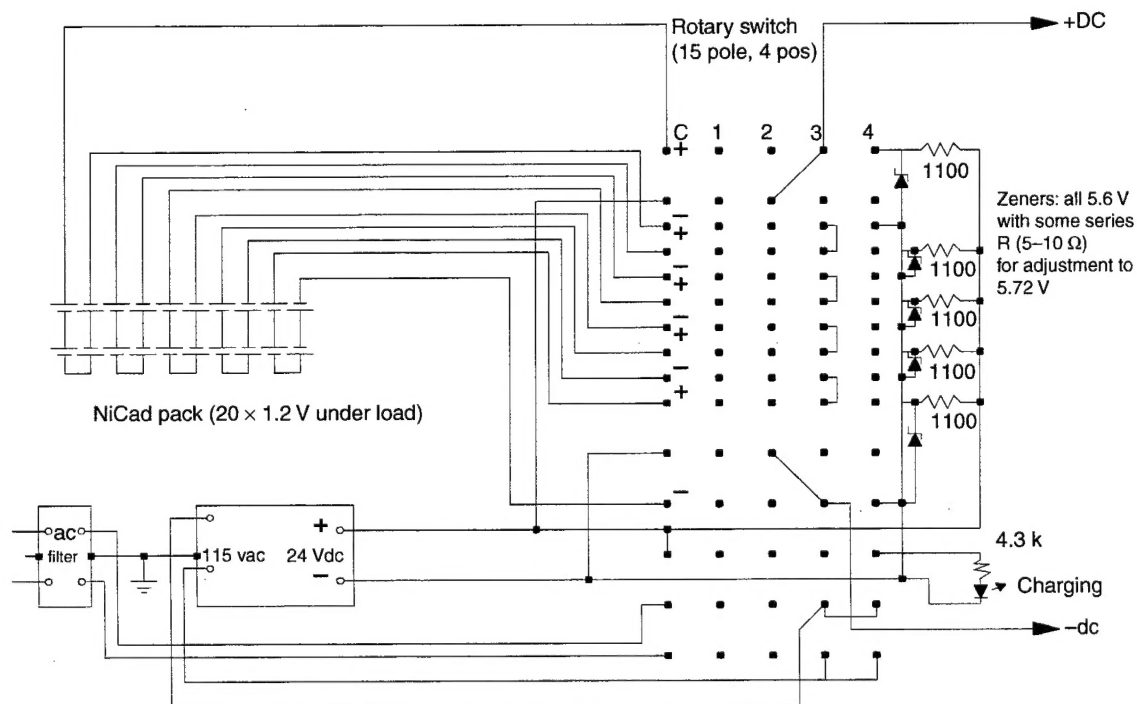 Rotary switch
(15 pole, 4 pos)
+DC
C 1 2 3 4
+
1100
Zeners: all 5.6 V
with some series
R (5–10 Ω)
for adjustment to
5.72 V
−
+
1100
−
+
1100
−
+
1100
−
+
1100
NiCad pack (20 × 1.2 V under load)
−
ac
filter
115 vac
24 Vdc
+
−
4.3 k
Charging
−dc